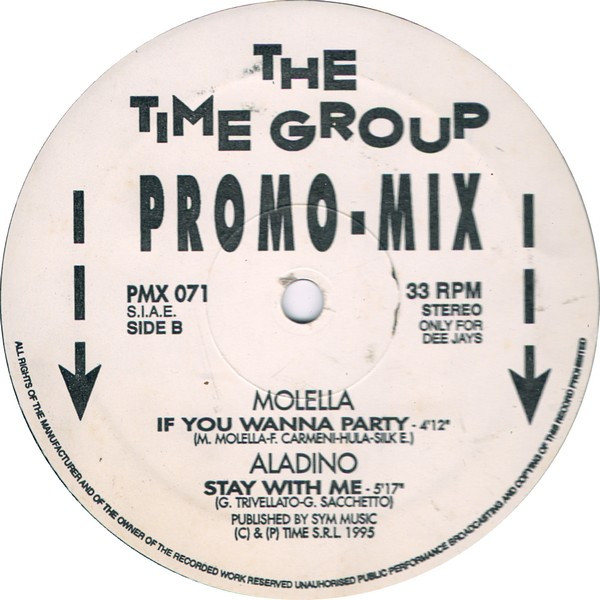 THE
TIME GROUP
PROMO-MIX
PMX 071
S.I.A.E.
SIDE B
33 RPM
STEREO
ONLY FOR
DEE JAYS
MOLELLA
IF YOU WANNA PARTY - 4'12"
(M. MOLELLA-F. CARMENI-HULA-SILK E.)
ALADINO
STAY WITH ME - 5'17"
(G. TRIVELLATO-G. SACCHETTO)
PUBLISHED BY SYM MUSIC
(C) & (P) TIME S.R.L. 1995
ALL RIGHTS OF THE MANUFACTURER AND OF THE OWNER OF THE RECORDED WORK RESERVED UNAUHORISED PUBLIC PERFORMANCE BROADCASTING AND COPYING OF THIS RECORD PROHIBITED